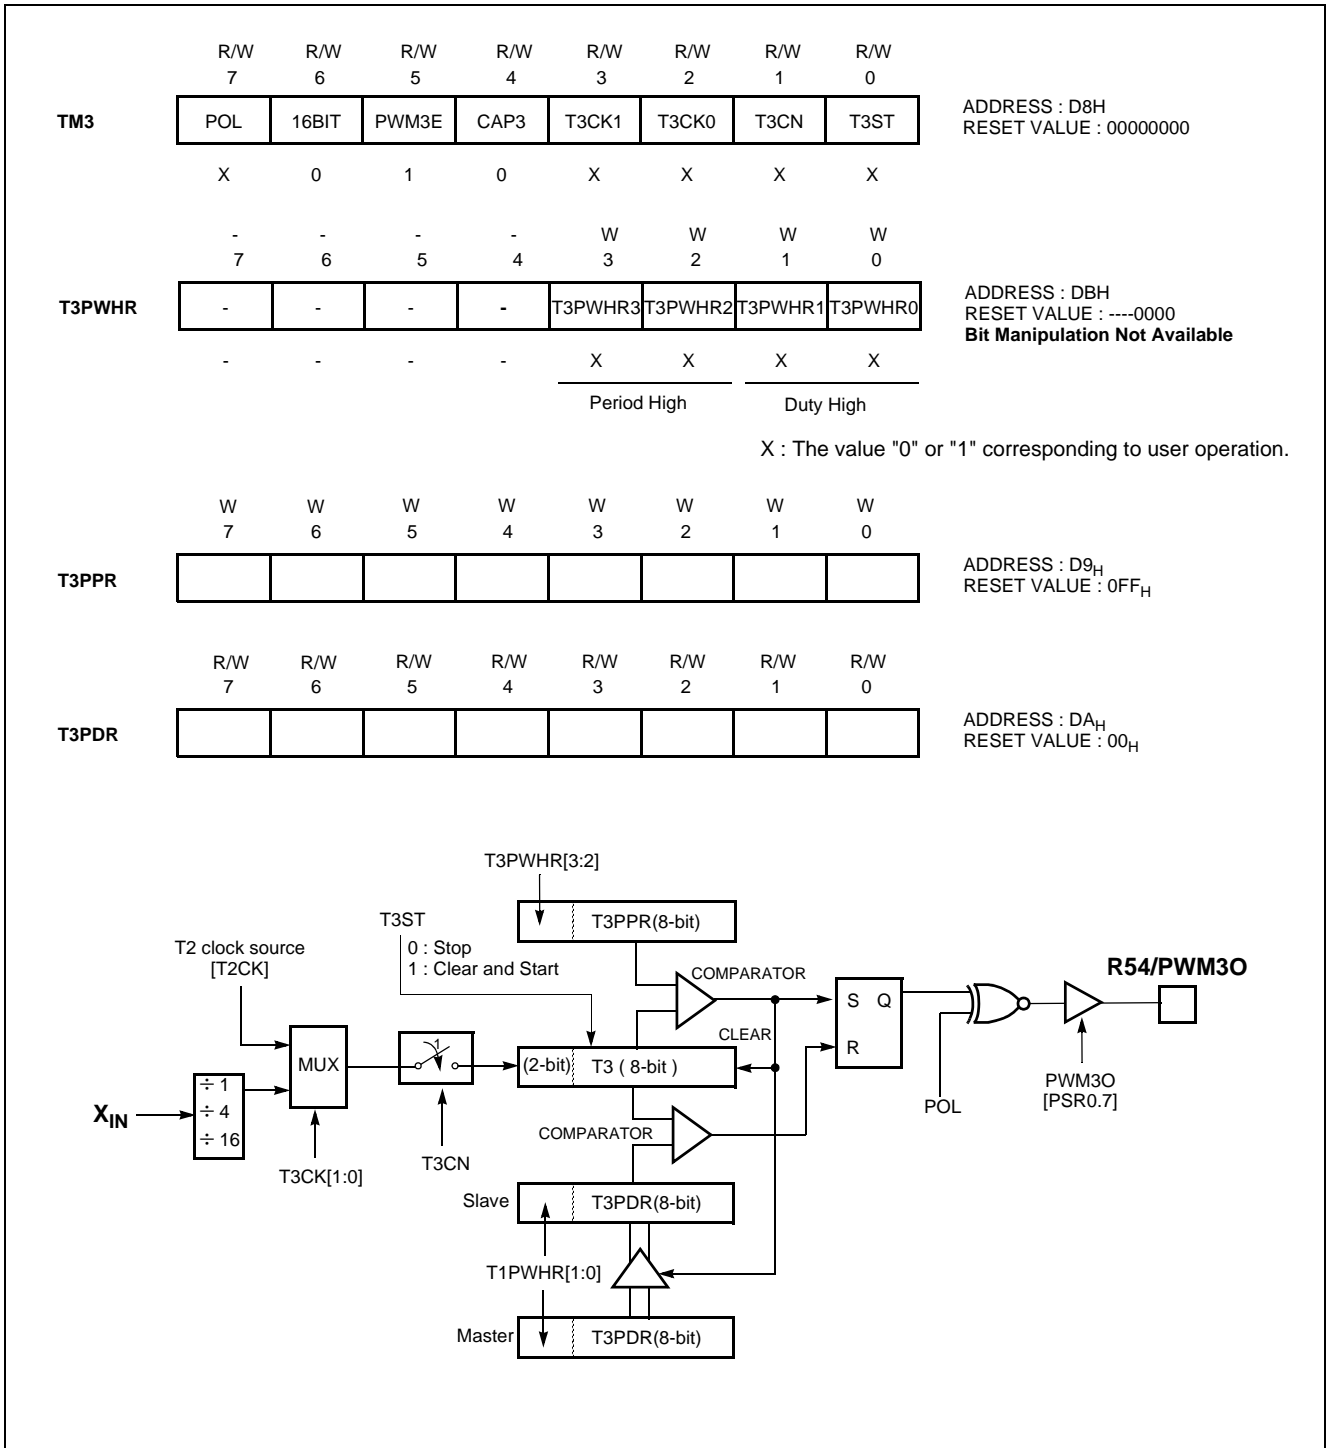 R/W R/W R/W R/W R/W R/W R/W R/W
7 6 5 4 3 2 1 0
TM3 POL 16BIT PWM3E CAP3 T3CK1 T3CK0 T3CN T3ST
ADDRESS : D8H
RESET VALUE : 00000000
X 0 1 0 X X X X
- - - - W W W W
7 6 5 4 3 2 1 0
T3PWHR - - - - T3PWHR3 T3PWHR2 T3PWHR1 T3PWHR0
ADDRESS : DBH
RESET VALUE : ----0000
Bit Manipulation Not Available
- - - - X X X X
Period High Duty High
X : The value "0" or "1" corresponding to user operation.
W W W W W W W W
7 6 5 4 3 2 1 0
T3PPR
ADDRESS : D9H
RESET VALUE : 0FFH
R/W R/W R/W R/W R/W R/W R/W R/W
7 6 5 4 3 2 1 0
T3PDR
ADDRESS : DAH
RESET VALUE : 00H
T3PWHR[3:2]
T3ST
0 : Stop
1 : Clear and Start
T3PPR(8-bit)
T2 clock source
[T2CK]
COMPARATOR
R54/PWM3O
S Q
R
CLEAR
MUX
1
(2-bit) T3 ( 8-bit )
XIN
÷ 1
÷ 4
÷ 16
POL
PWM3O
[PSR0.7]
COMPARATOR
T3CK[1:0]
T3CN
Slave T3PDR(8-bit)
T1PWHR[1:0]
Master T3PDR(8-bit)